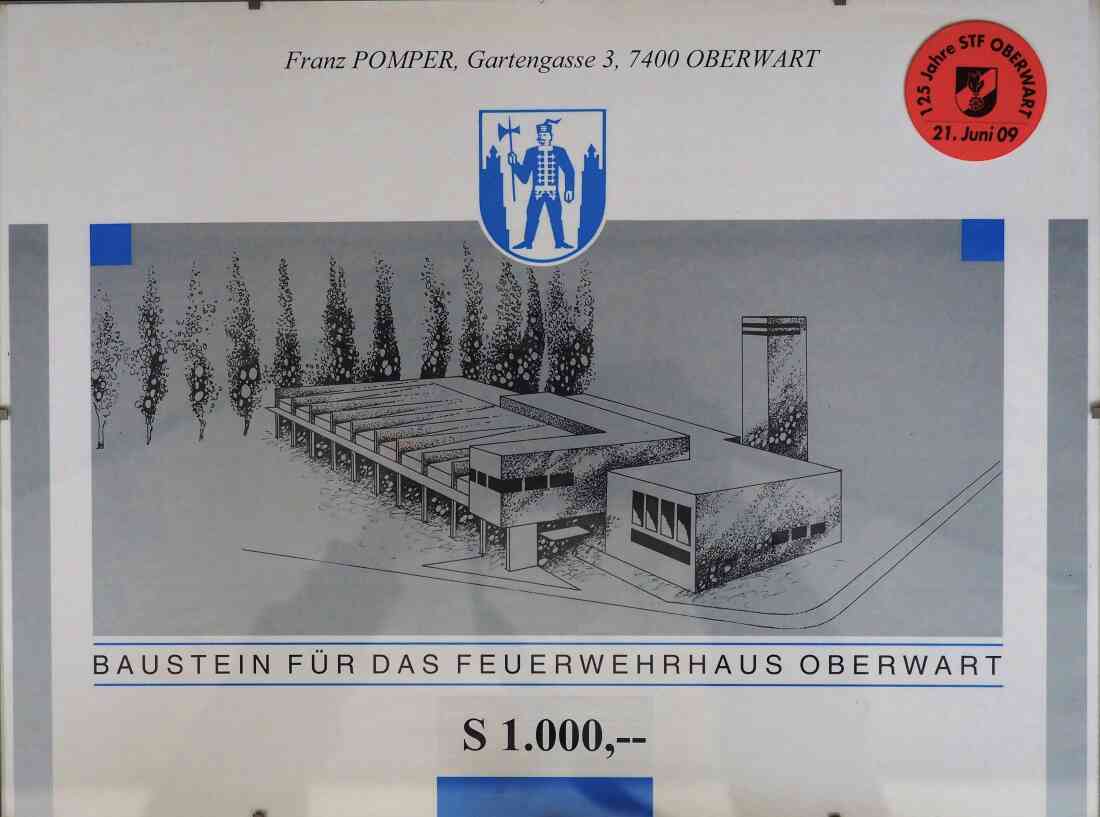 Franz POMPER, Gartengasse 3, 7400 OBERWART
125 Jahre STF OBERWART
21. Juni 09
BAUSTEIN FÜR DAS FEUERWEHRHAUS OBERWART
S 1.000,--